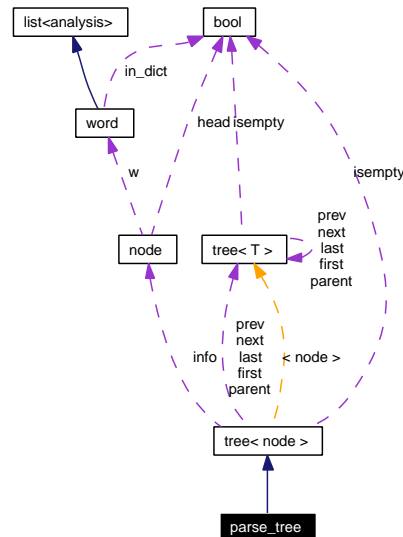 list<analysis>
bool
in_dict
word
head
isempty
w
isempty
node
tree< T >
prev
next
last
first
parent
info
prev
next
last
first
parent
< node >
tree< node >
parse_tree